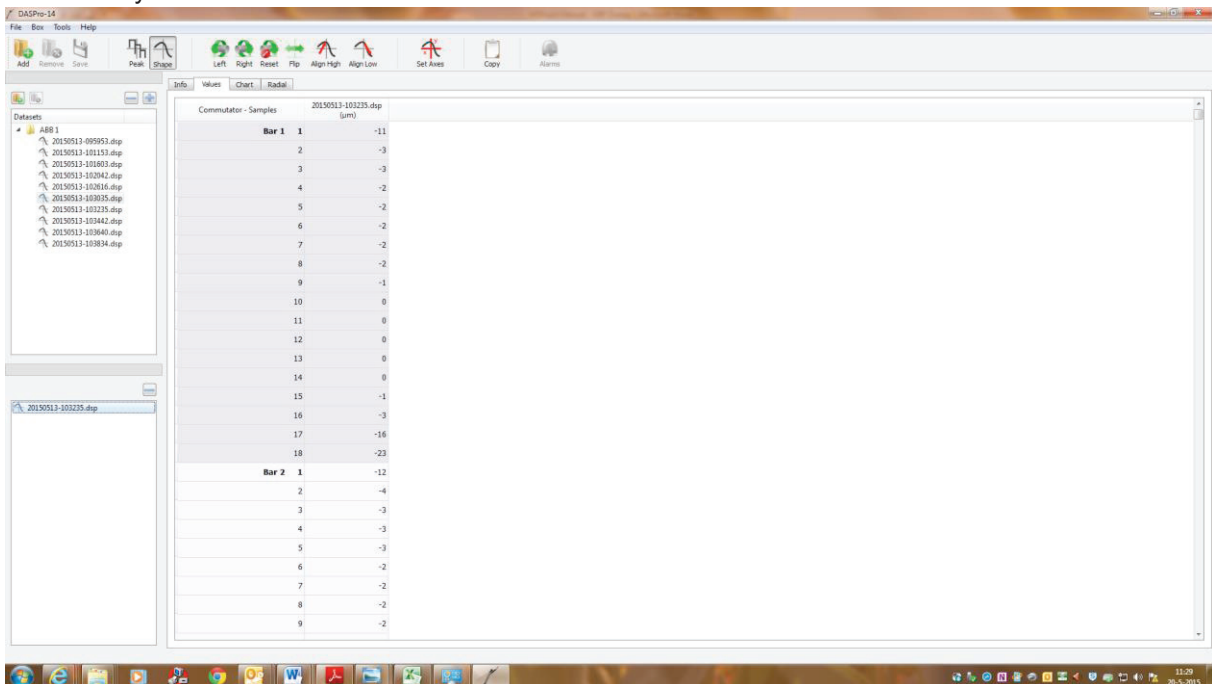 DASPro-14
File Box Tools Help
Add Remove Save Peak Shape Left Right Reset Flip Align High Align Low Set Axes Copy Alarms
Info Values Chart Radial
Datasets
ABB 1
20150513-095953.dsp
20150513-101153.dsp
20150513-101603.dsp
20150513-102042.dsp
20150513-102616.dsp
20150513-103035.dsp
20150513-103235.dsp
20150513-103442.dsp
20150513-103640.dsp
20150513-103834.dsp
20150513-103235.dsp
Commutator - Samples 20150513-103235.dsp
(µm)
Bar 1 1 -11
2 -3
3 -3
4 -2
5 -2
6 -2
7 -2
8 -2
9 -1
10 0
11 0
12 0
13 0
14 0
15 -1
16 -3
17 -16
18 -23
Bar 2 1 -12
2 -4
3 -3
4 -3
5 -3
6 -2
7 -2
8 -2
9 -2
11:29
20-5-2015